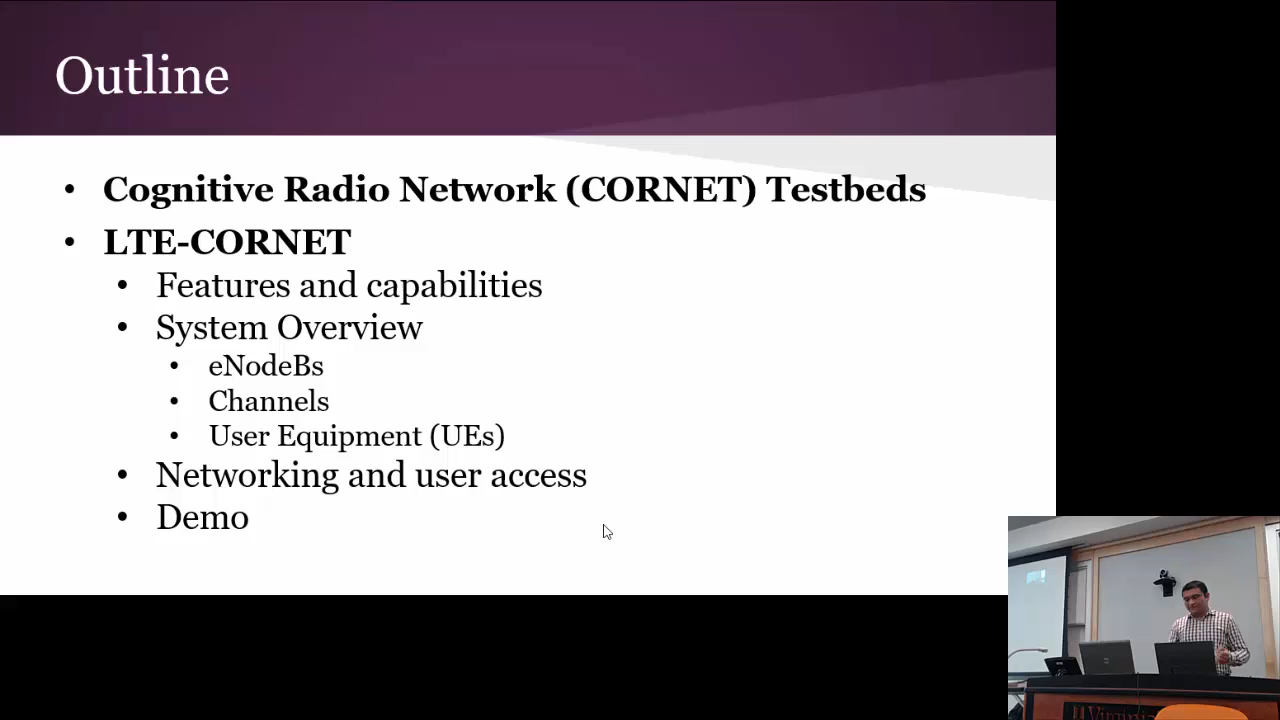 Outline
• Cognitive Radio Network (CORNET) Testbeds
• LTE-CORNET
• Features and capabilities
• System Overview
• eNodeBs
• Channels
• User Equipment (UEs)
• Networking and user access
• Demo
Virginia